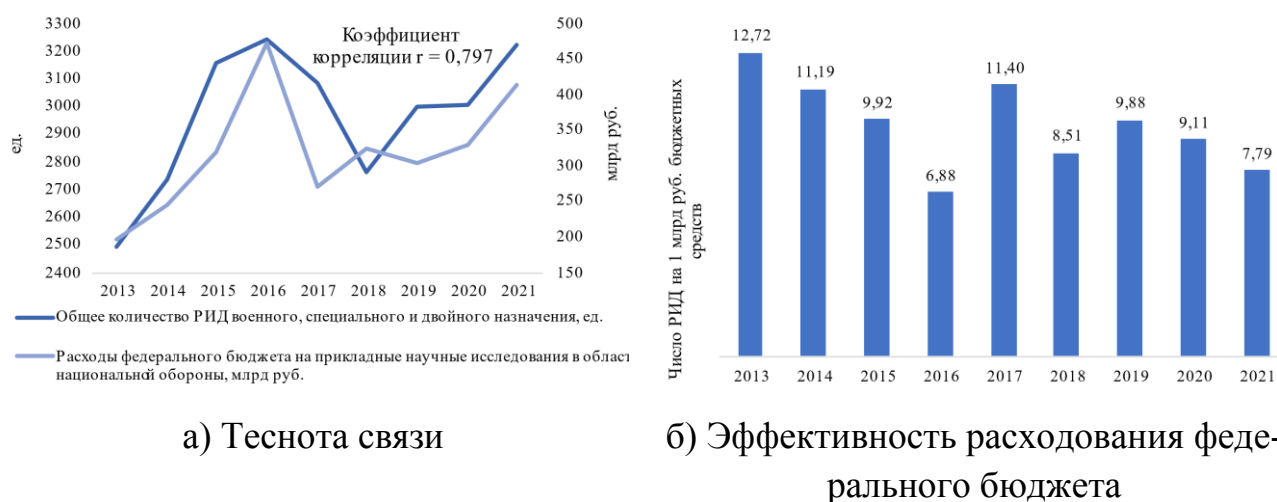 3300
3200
3100
3000
2900
2800
2700
2600
2500
2400
ед.
Коэффициент
корреляции r = 0,797
500
450
400
350
300
250
200
150
млрд руб.
2013 2014 2015 2016 2017 2018 2019 2020 2021
Общее количество РИД военного, специального и двойного назначения, ед.
Расходы федерального бюджета на прикладные научные исследования в област
национальной обороны, млрд руб.
а) Теснота связи
Число РИД на 1 млрд руб. бюджетных
средств
12,72
11,19
9,92
6,88
11,40
8,51
9,88
9,11
7,79
2013 2014 2015 2016 2017 2018 2019 2020 2021
б) Эффективность расходования феде-
рального бюджета